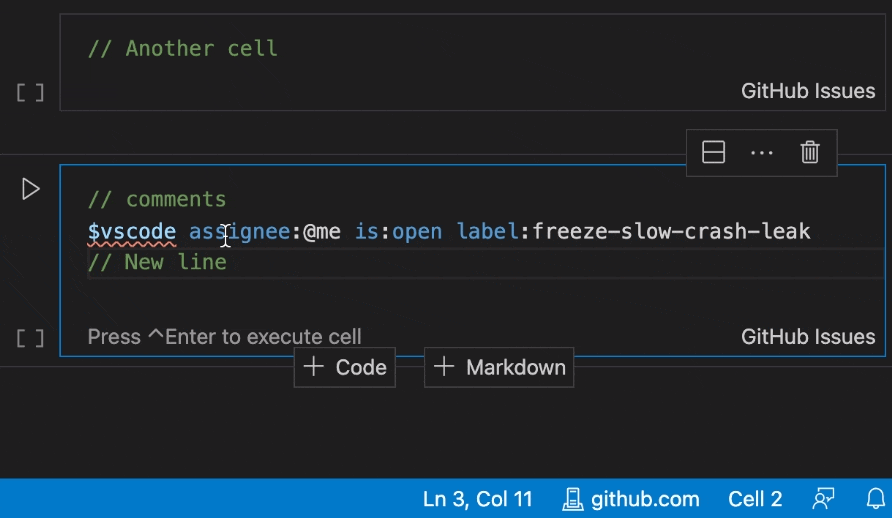 // Another cell
[ ]
GitHub Issues
// comments
$vscode assignee:@me is:open label:freeze-slow-crash-leak
// New line
[ ] Press ^Enter to execute cell GitHub Issues
+ Code + Markdown
Ln 3, Col 11 github.com Cell 2